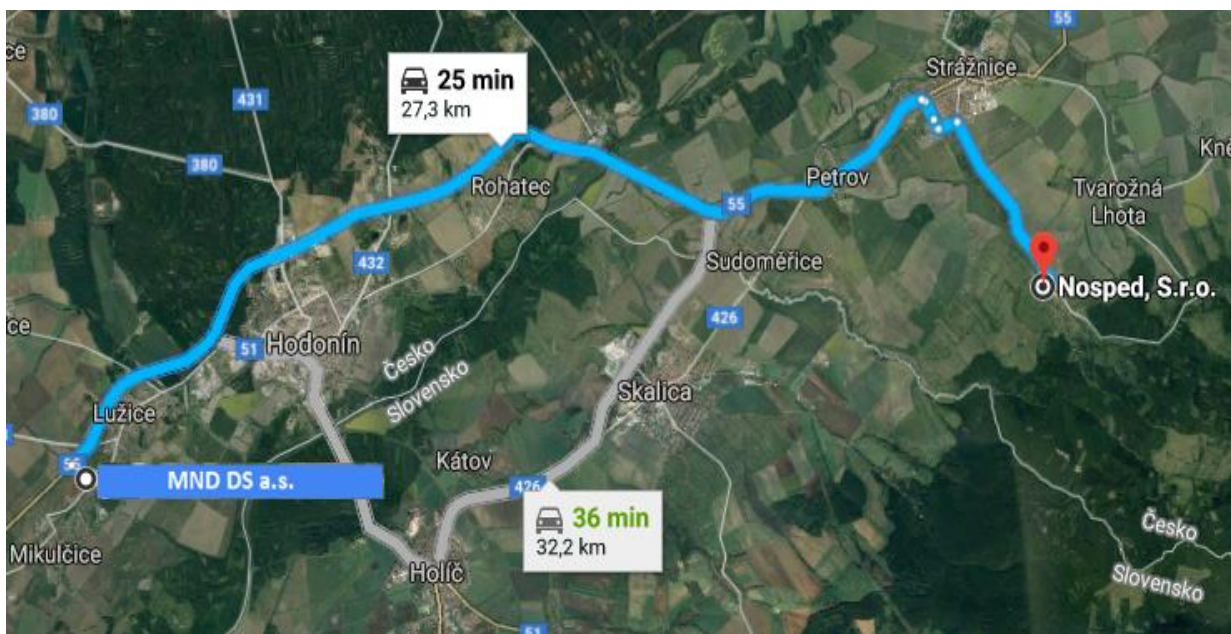 ce
55
Strážnice
431
25 min
27,3 km
380
380
Kně
Rohatec
Petrov
Tvarožná
Lhota
55
432
Sudoměřice
Nosped, S.r.o.
ce
426
51
Hodonín
Česko
Slovensko
Skalica
Lužice
Kátov
55
MND DS a.s.
426
36 min
32,2 km
Česko
Mikulčice
Holíč
Slovensko
51